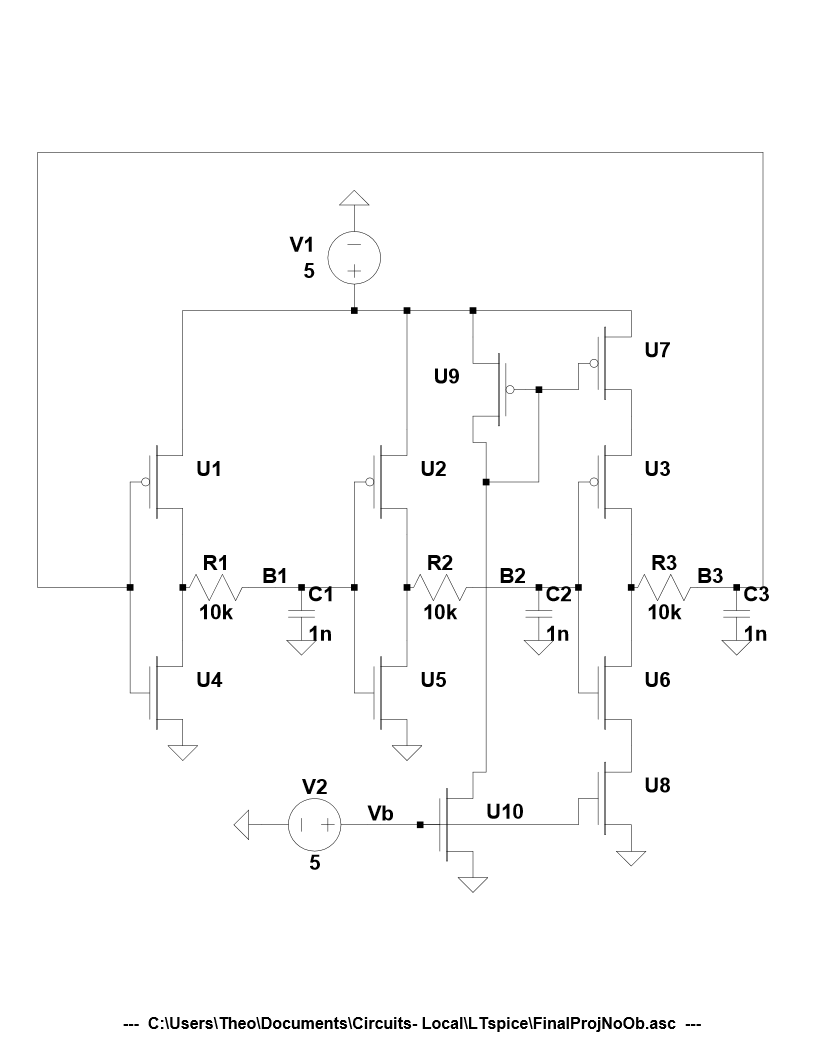 V1
5
U7
U9
U1
U2
U3
R1
B1
C1
10k
1n
R2
B2
C2
10k
1n
R3
B3
C3
10k
1n
U4
U5
U6
V2
Vb
U10
U8
5
--- C:\Users\Theo\Documents\Circuits- Local\LTspice\FinalProjNoOb.asc ---